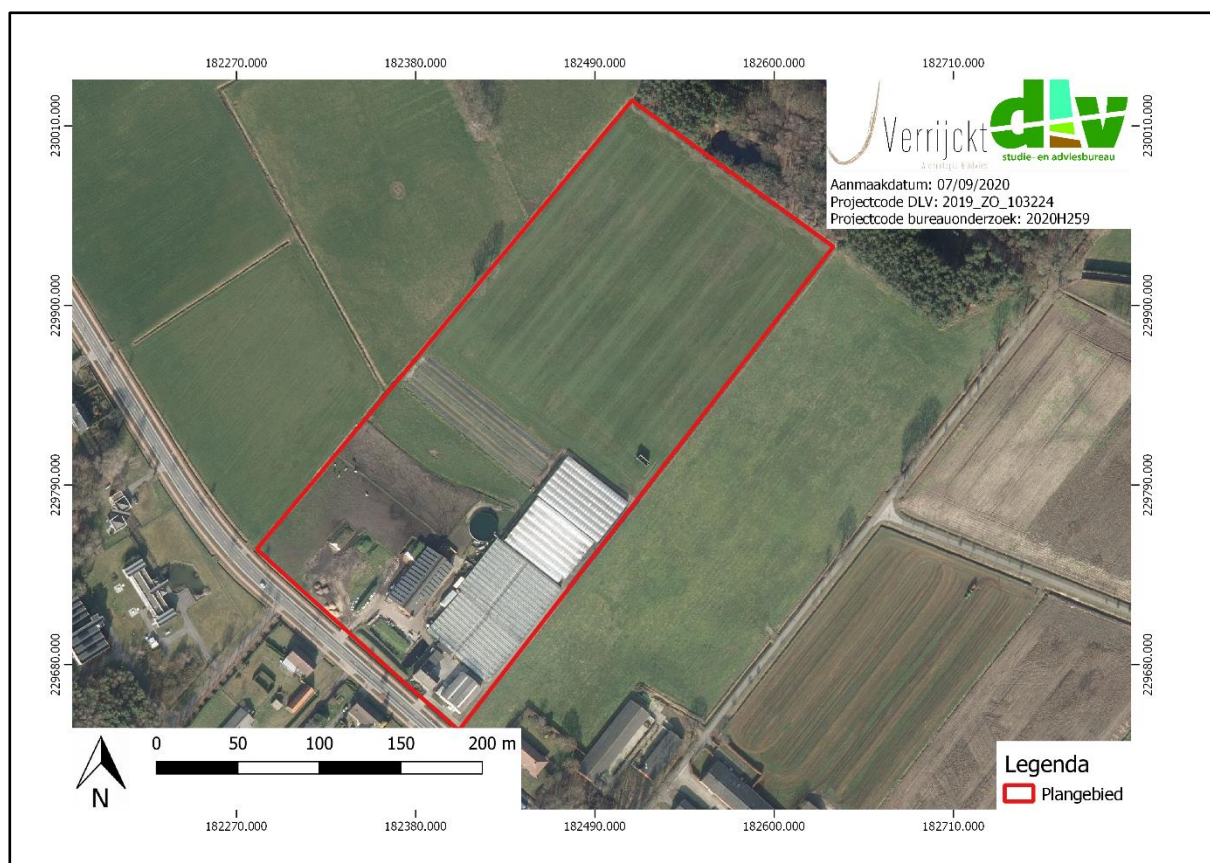 182270.000 182380.000 182490.000 182600.000 182710.000
230010.000 230010.000
Verrijckt
Archeologie & Advies
dlv
studie- en adviesbureau
Aanmaakdatum: 07/09/2020
Projectcode DLV: 2019_ZO_103224
Projectcode bureauonderzoek: 2020H259
229900.000 229900.000
229790.000 229790.000
229680.000 229680.000
0 50 100 150 200 m
N
Legenda
Plangebied
182270.000 182380.000 182490.000 182600.000 182710.000